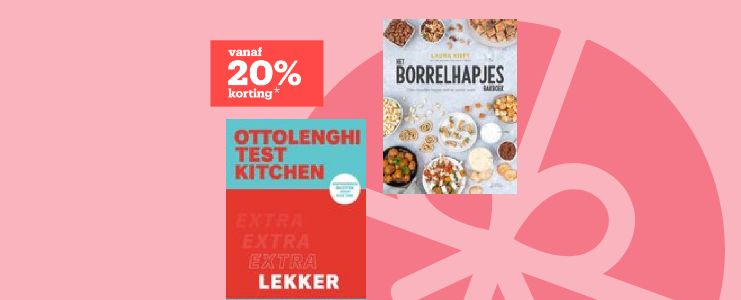 vanaf
20%
korting*
OTTOLENGHI
TEST
KITCHEN
EXTRA
EXTRA
EXTRA
LEKKER
LAURA KIEFT
HET
BORRELHAPJES
BAKBOEK